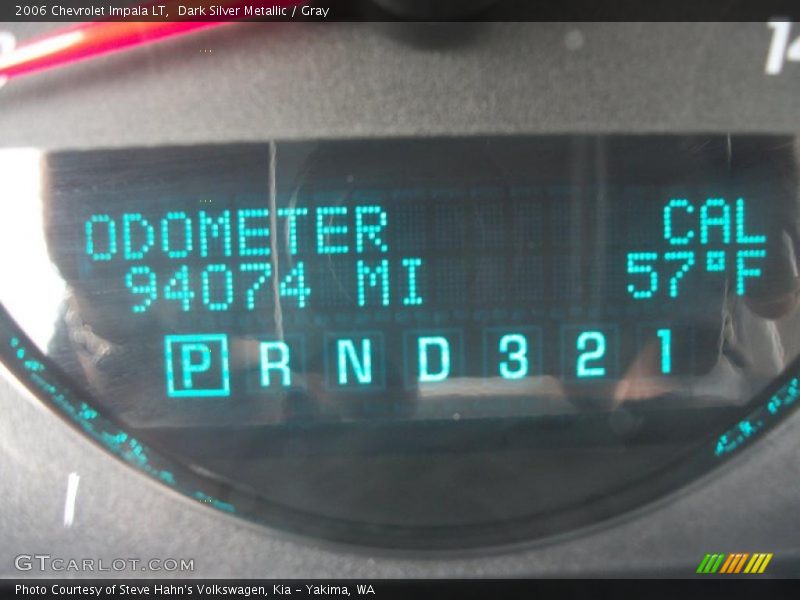 2006 Chevrolet Impala LT, Dark Silver Metallic / Gray
14
ODOMETER CAL
94074 MI 57°F
P R N D 3 2 1
GTCARLOT.COM
Photo Courtesy of Steve Hahn's Volkswagen, Kia - Yakima, WA